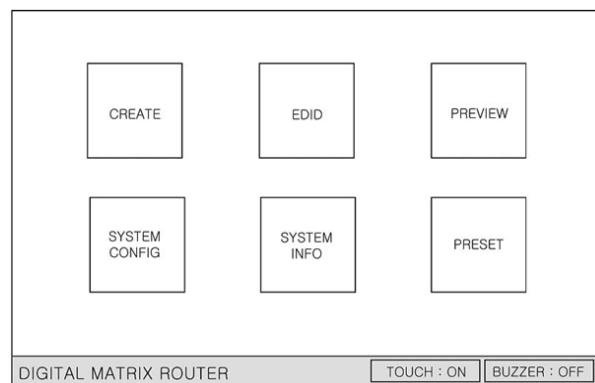 CREATE
EDID
PREVIEW
SYSTEM
CONFIG
SYSTEM
INFO
PRESET
DIGITAL MATRIX ROUTER
TOUCH : ON
BUZZER : OFF